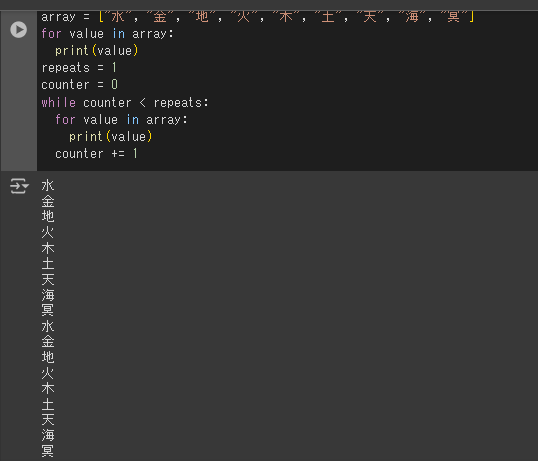 array = ["水", "金", "地", "火", "木", "土", "天", "海", "冥"]
for value in array:
  print(value)
repeats = 1
counter = 0
while counter < repeats:
  for value in array:
    print(value)
  counter += 1
水
金
地
火
木
土
天
海
冥
水
金
地
火
木
土
天
海
冥